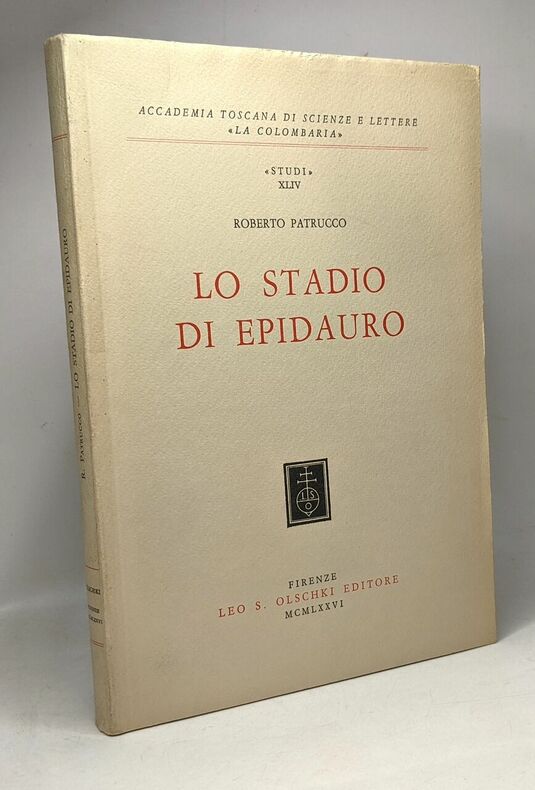 ACCADEMIA TOSCANA DI SCIENZE E LETTERE
«LA COLOMBARIA»
«STUDI»
XLIV
ROBERTO PATRUCCO
LO STADIO
DI EPIDAURO
LSO
FIRENZE
LEO S. OLSCHKI EDITORE
MCMLXXVI
R. PATRUCCO — LO STADIO DI EPIDAURO